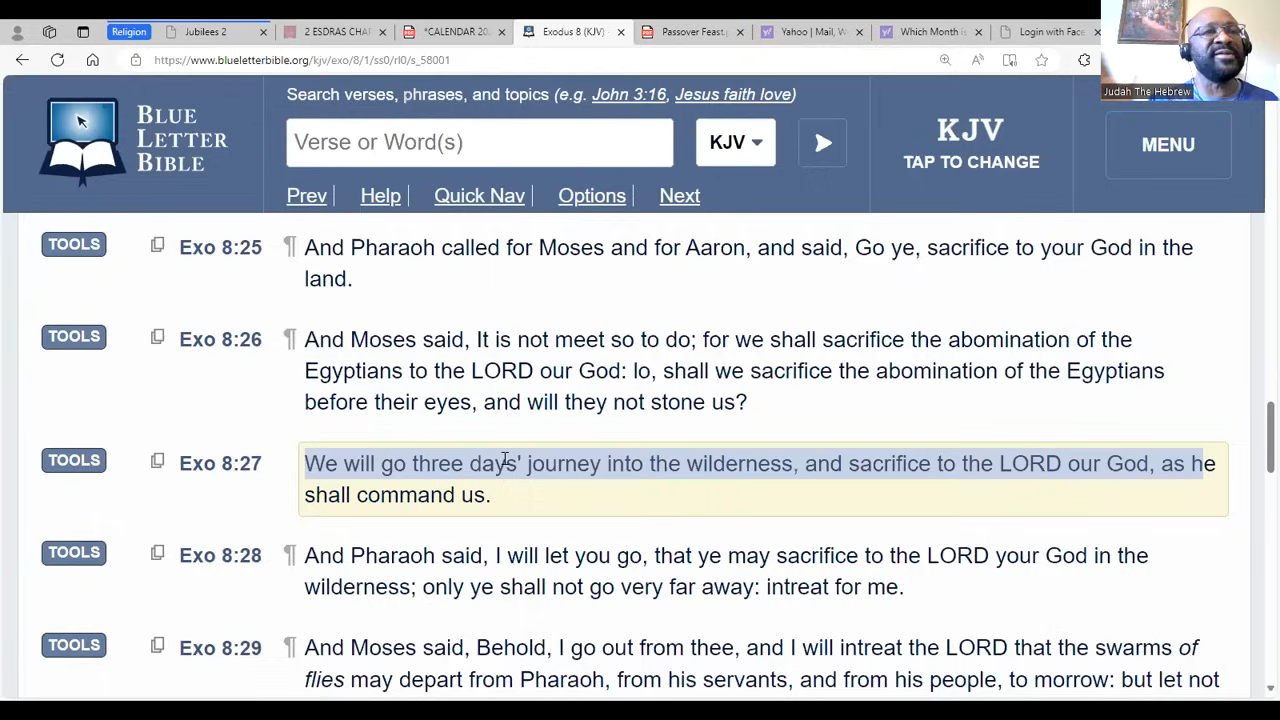 Religion
Jubilees 2
2 ESDRAS CHA
*CALENDAR 20
Exodus 8 (KJV)
Passover Feast
Yahoo | Mail, W
Which Month is
Login with Face
https://www.blueletterbible.org/kjv/exo/8/1/ss0/rl0/s_58001
Judah The Hebrew
BLUE
LETTER
BIBLE
Search verses, phrases, and topics (e.g. John 3:16, Jesus faith love)
Verse or Word(s)
KJV
Prev Help Quick Nav Options Next
KJV
TAP TO CHANGE
MENU
TOOLS Exo 8:25 ¶ And Pharaoh called for Moses and for Aaron, and said, Go ye, sacrifice to your God in the
land.
TOOLS Exo 8:26 ¶ And Moses said, It is not meet so to do; for we shall sacrifice the abomination of the
Egyptians to the LORD our God: lo, shall we sacrifice the abomination of the Egyptians
before their eyes, and will they not stone us?
TOOLS Exo 8:27 We will go three days' journey into the wilderness, and sacrifice to the LORD our God, as he
shall command us.
TOOLS Exo 8:28 ¶ And Pharaoh said, I will let you go, that ye may sacrifice to the LORD your God in the
wilderness; only ye shall not go very far away: intreat for me.
TOOLS Exo 8:29 ¶ And Moses said, Behold, I go out from thee, and I will intreat the LORD that the swarms of
flies may depart from Pharaoh, from his servants, and from his people, to morrow: but let not